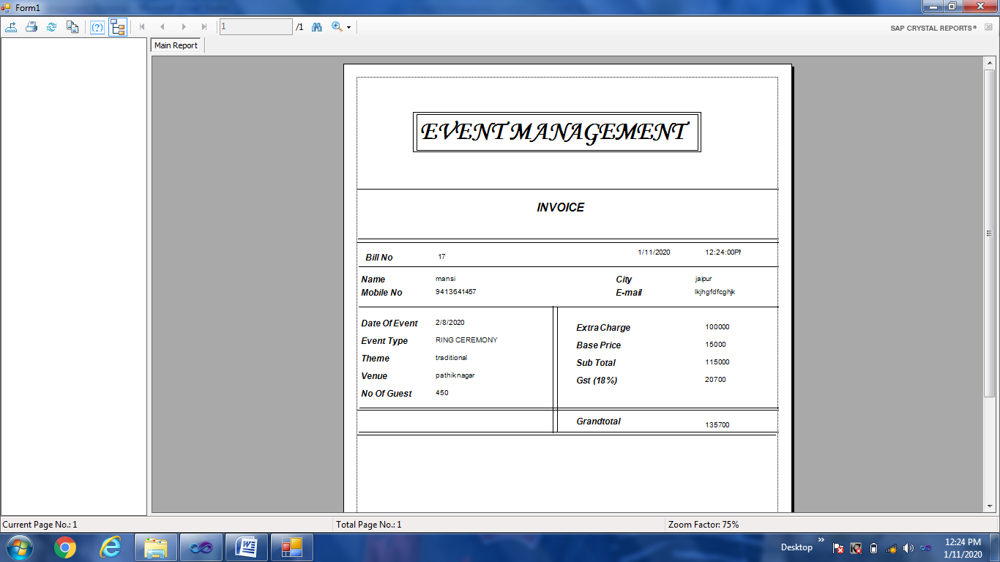 Form1
1 /1
SAP CRYSTAL REPORTS®
Main Report
EVENT MANAGEMENT
INVOICE
Bill No 17 1/11/2020 12:24:00PM
Name mansi City jaipur
Mobile No 9413641457 E-mail lkjhgfdfcghjk
Date Of Event 2/8/2020
Event Type RING CEREMONY
Theme traditional
Venue pathiknagar
No Of Guest 450
Extra Charge 100000
Base Price 15000
Sub Total 115000
Gst (18%) 20700
Grandtotal 135700
Current Page No.: 1 Total Page No.: 1 Zoom Factor: 75%
Desktop » 12:24 PM
1/11/2020